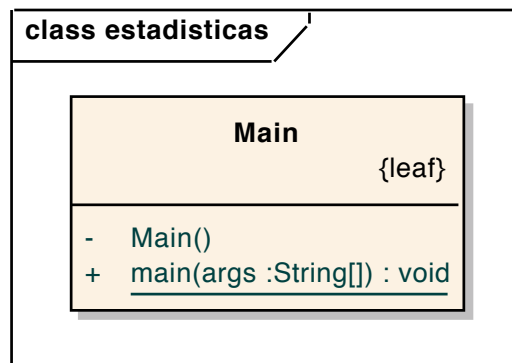 class estadisticas
Main
{leaf}
- Main()
+ main(args :String[]) : void